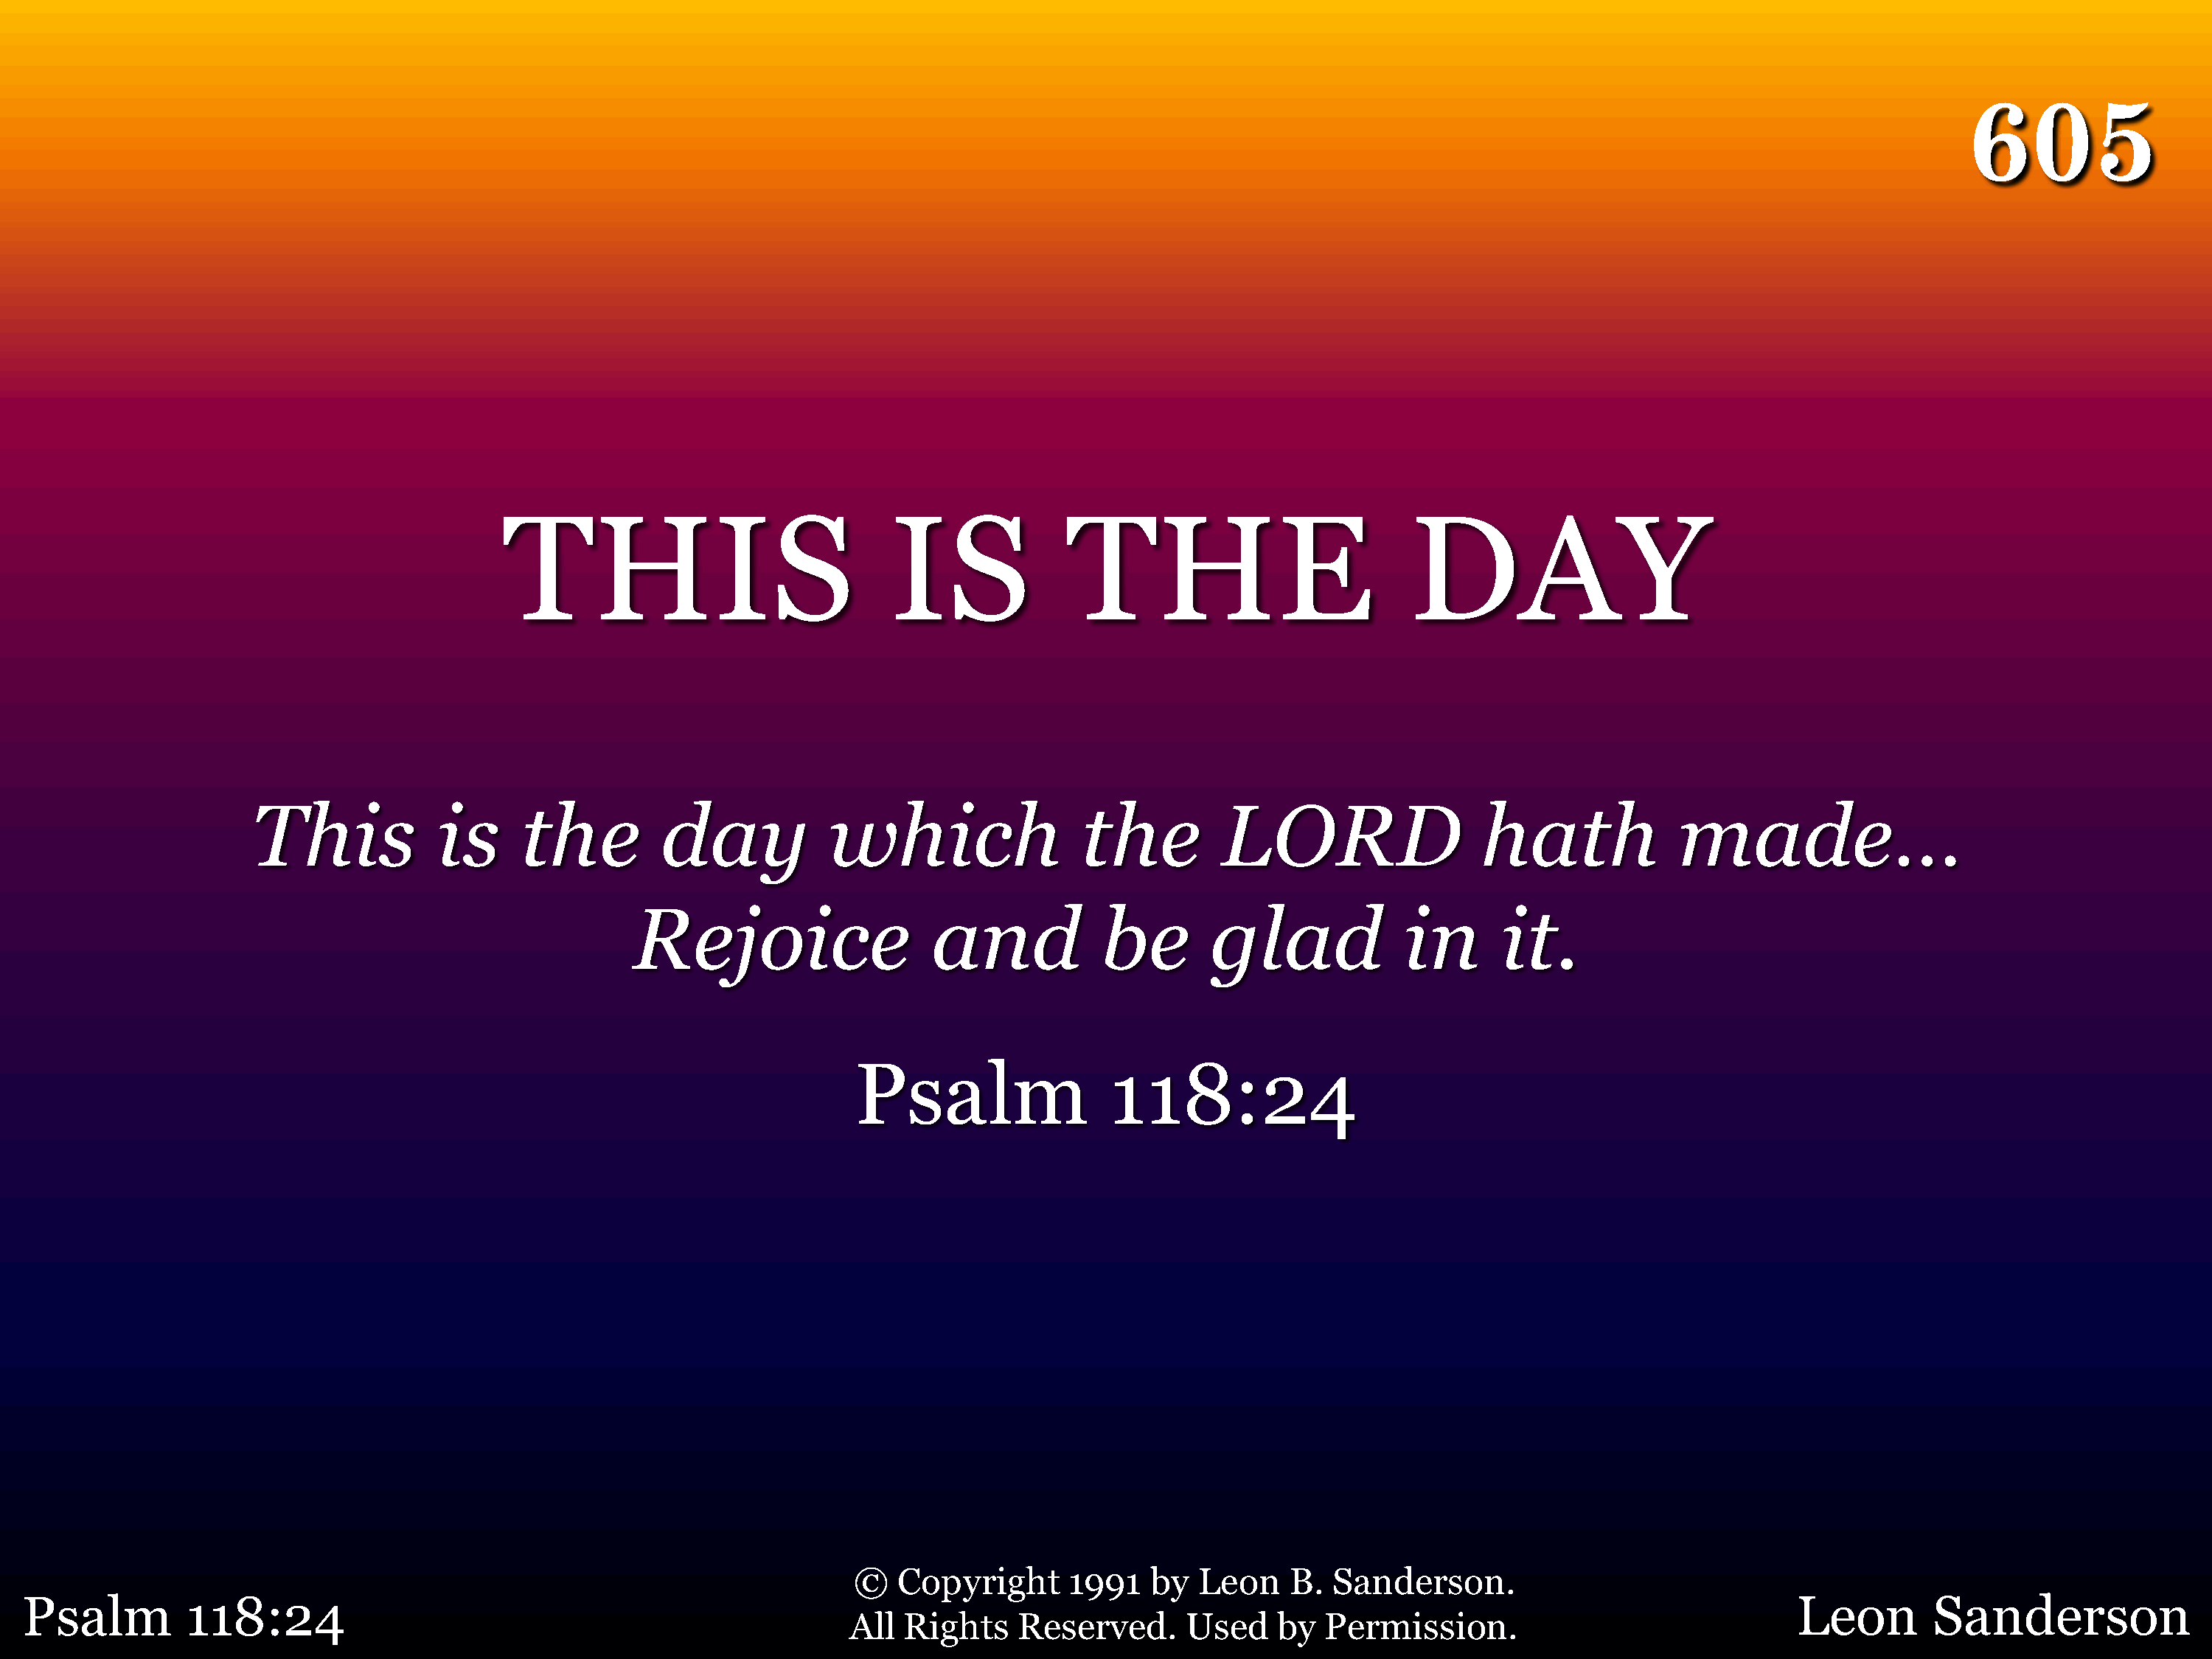 605
THIS IS THE DAY
This is the day which the LORD hath made...
Rejoice and be glad in it.
Psalm 118:24
© Copyright 1991 by Leon B. Sanderson.
All Rights Reserved. Used by Permission.
Psalm 118:24
Leon Sanderson